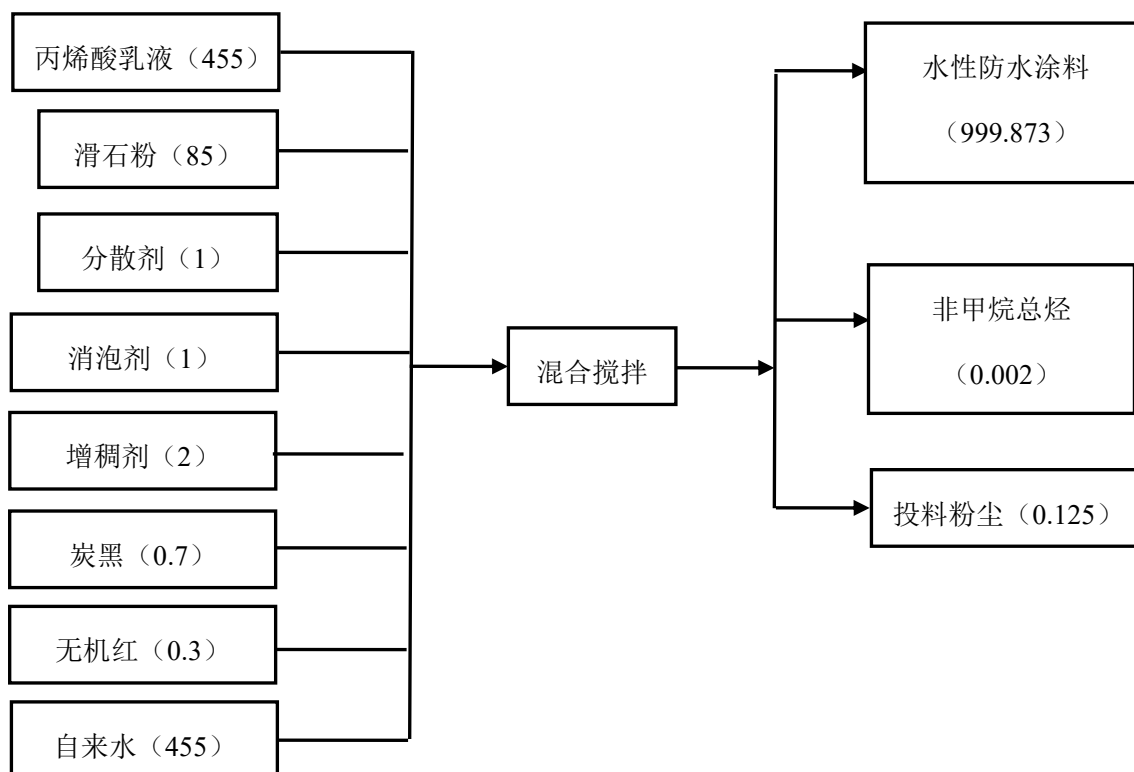 丙烯酸乳液（455）
滑石粉（85）
分散剂（1）
消泡剂（1）
增稠剂（2）
炭黑（0.7）
无机红（0.3）
自来水（455）
混合搅拌
水性防水涂料
（999.873）
非甲烷总烃
（0.002）
投料粉尘（0.125）